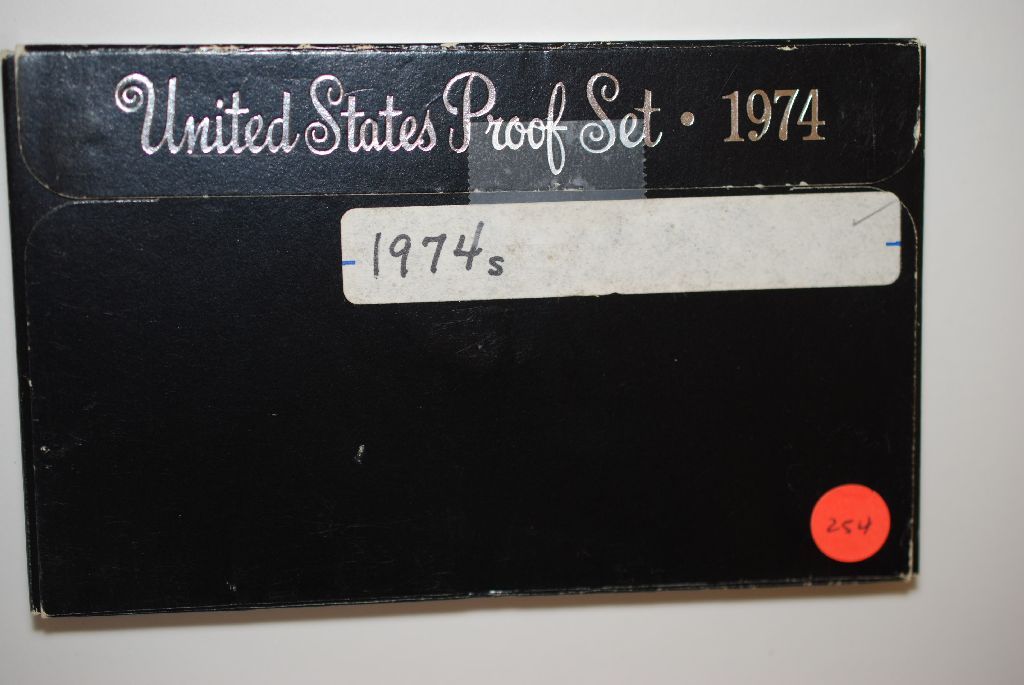 United States Proof Set • 1974
1974s
254